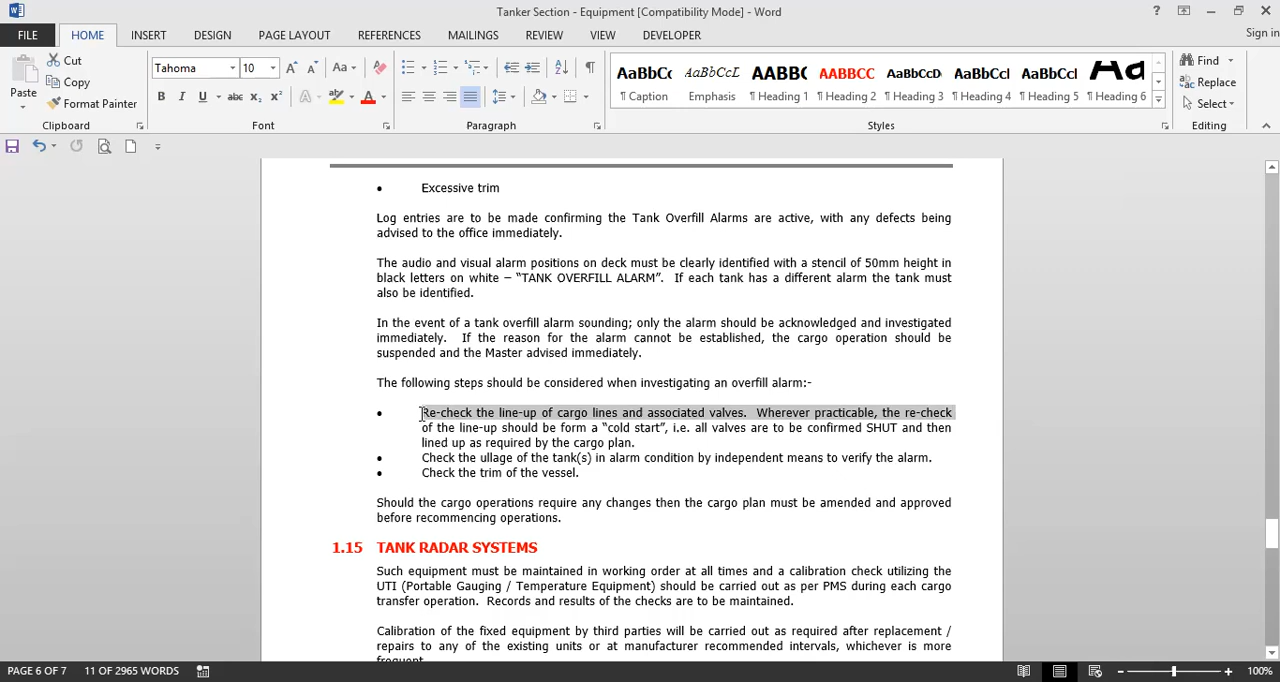 Tanker Section - Equipment [Compatibility Mode] - Word
?
Sign in
FILE HOME INSERT DESIGN PAGE LAYOUT REFERENCES MAILINGS REVIEW VIEW DEVELOPER
Paste
Cut
Copy
Format Painter
Clipboard
Tahoma 10
Font
Paragraph
AaBbCc AaBbCcL AABBC AABBCC AaBbCcD AaBbCcl AaBbCcl AaBbCc
¶ Caption Emphasis ¶ Heading 1 ¶ Heading 2 ¶ Heading 3 ¶ Heading 4 ¶ Heading 5 ¶ Heading 6
Styles
Find
Replace
Select
Editing
• Excessive trim
Log entries are to be made confirming the Tank Overfill Alarms are active, with any defects being
advised to the office immediately.
The audio and visual alarm positions on deck must be clearly identified with a stencil of 50mm height in
black letters on white – “TANK OVERFILL ALARM”. If each tank has a different alarm the tank must
also be identified.
In the event of a tank overfill alarm sounding; only the alarm should be acknowledged and investigated
immediately. If the reason for the alarm cannot be established, the cargo operation should be
suspended and the Master advised immediately.
The following steps should be considered when investigating an overfill alarm:-
• Re-check the line-up of cargo lines and associated valves. Wherever practicable, the re-check
of the line-up should be form a “cold start”, i.e. all valves are to be confirmed SHUT and then
lined up as required by the cargo plan.
• Check the ullage of the tank(s) in alarm condition by independent means to verify the alarm.
• Check the trim of the vessel.
Should the cargo operations require any changes then the cargo plan must be amended and approved
before recommencing operations.
1.15 TANK RADAR SYSTEMS
Such equipment must be maintained in working order at all times and a calibration check utilizing the
UTI (Portable Gauging / Temperature Equipment) should be carried out as per PMS during each cargo
transfer operation. Records and results of the checks are to be maintained.
Calibration of the fixed equipment by third parties will be carried out as required after replacement /
repairs to any of the existing units or at manufacturer recommended intervals, whichever is more
frequent
PAGE 6 OF 7 11 OF 2965 WORDS
100%